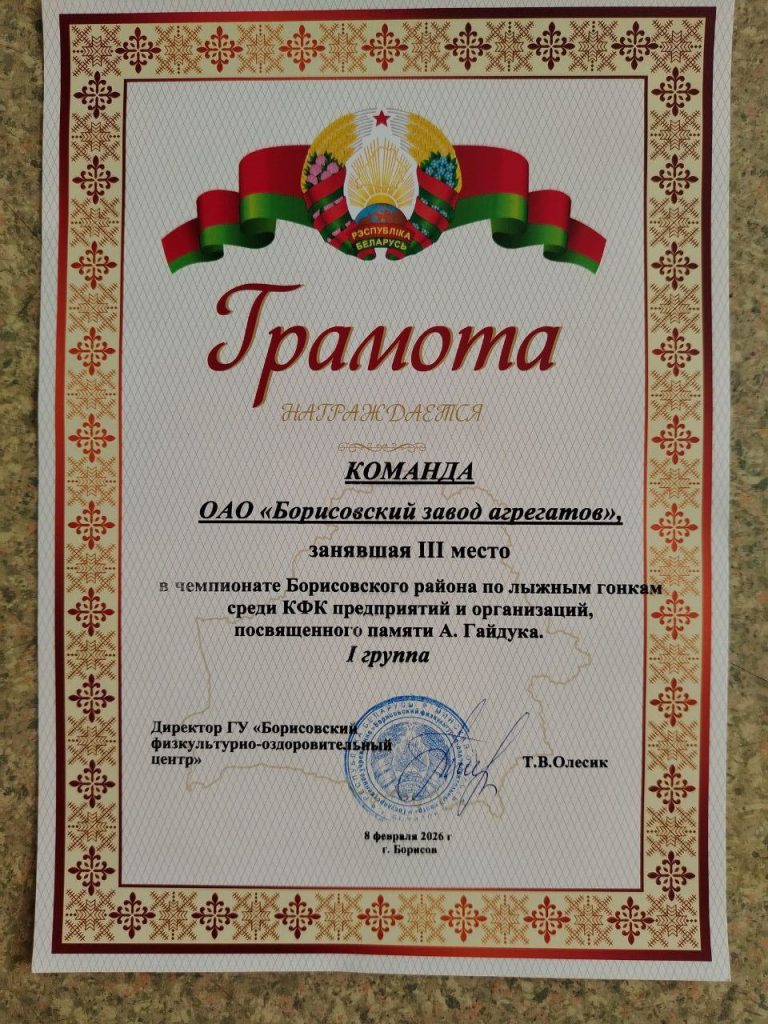 РЭСПУБЛІКА
БЕЛАРУСЬ
Грамота
НАГРАЖДАЕТСЯ
КОМАНДА
ОАО «Борисовский завод агрегатов»,
занявшая III место
в чемпионате Борисовского района по лыжным гонкам
среди КФК предприятий и организаций,
посвященного памяти А. Гайдука.
I группа
Директор ГУ «Борисовский
физкультурно-оздоровительный
центр»
Т.В.Олесик
8 февраля 2026 г
г. Борисов